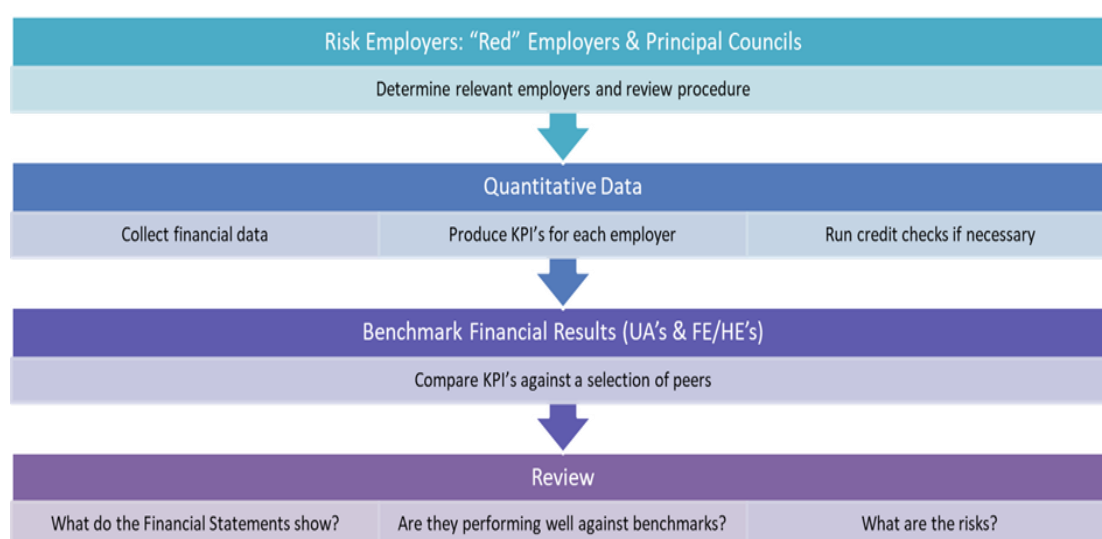 Risk Employers: “Red” Employers & Principal Councils
Determine relevant employers and review procedure
Quantitative Data
Collect financial data
Produce KPI's for each employer
Run credit checks if necessary
Benchmark Financial Results (UA's & FE/HE's)
Compare KPI's against a selection of peers
Review
What do the Financial Statements show?
Are they performing well against benchmarks?
What are the risks?